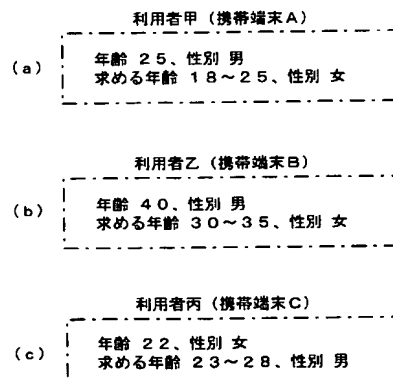 利用者甲（携帯端末A）
(a)
年齢 25、性別 男
求める年齢 18〜25、性別 女
利用者乙（携帯端末B）
(b)
年齢 40、性別 男
求める年齢 30〜35、性別 女
利用者丙（携帯端末C）
(c)
年齢 22、性別 女
求める年齢 23〜28、性別 男